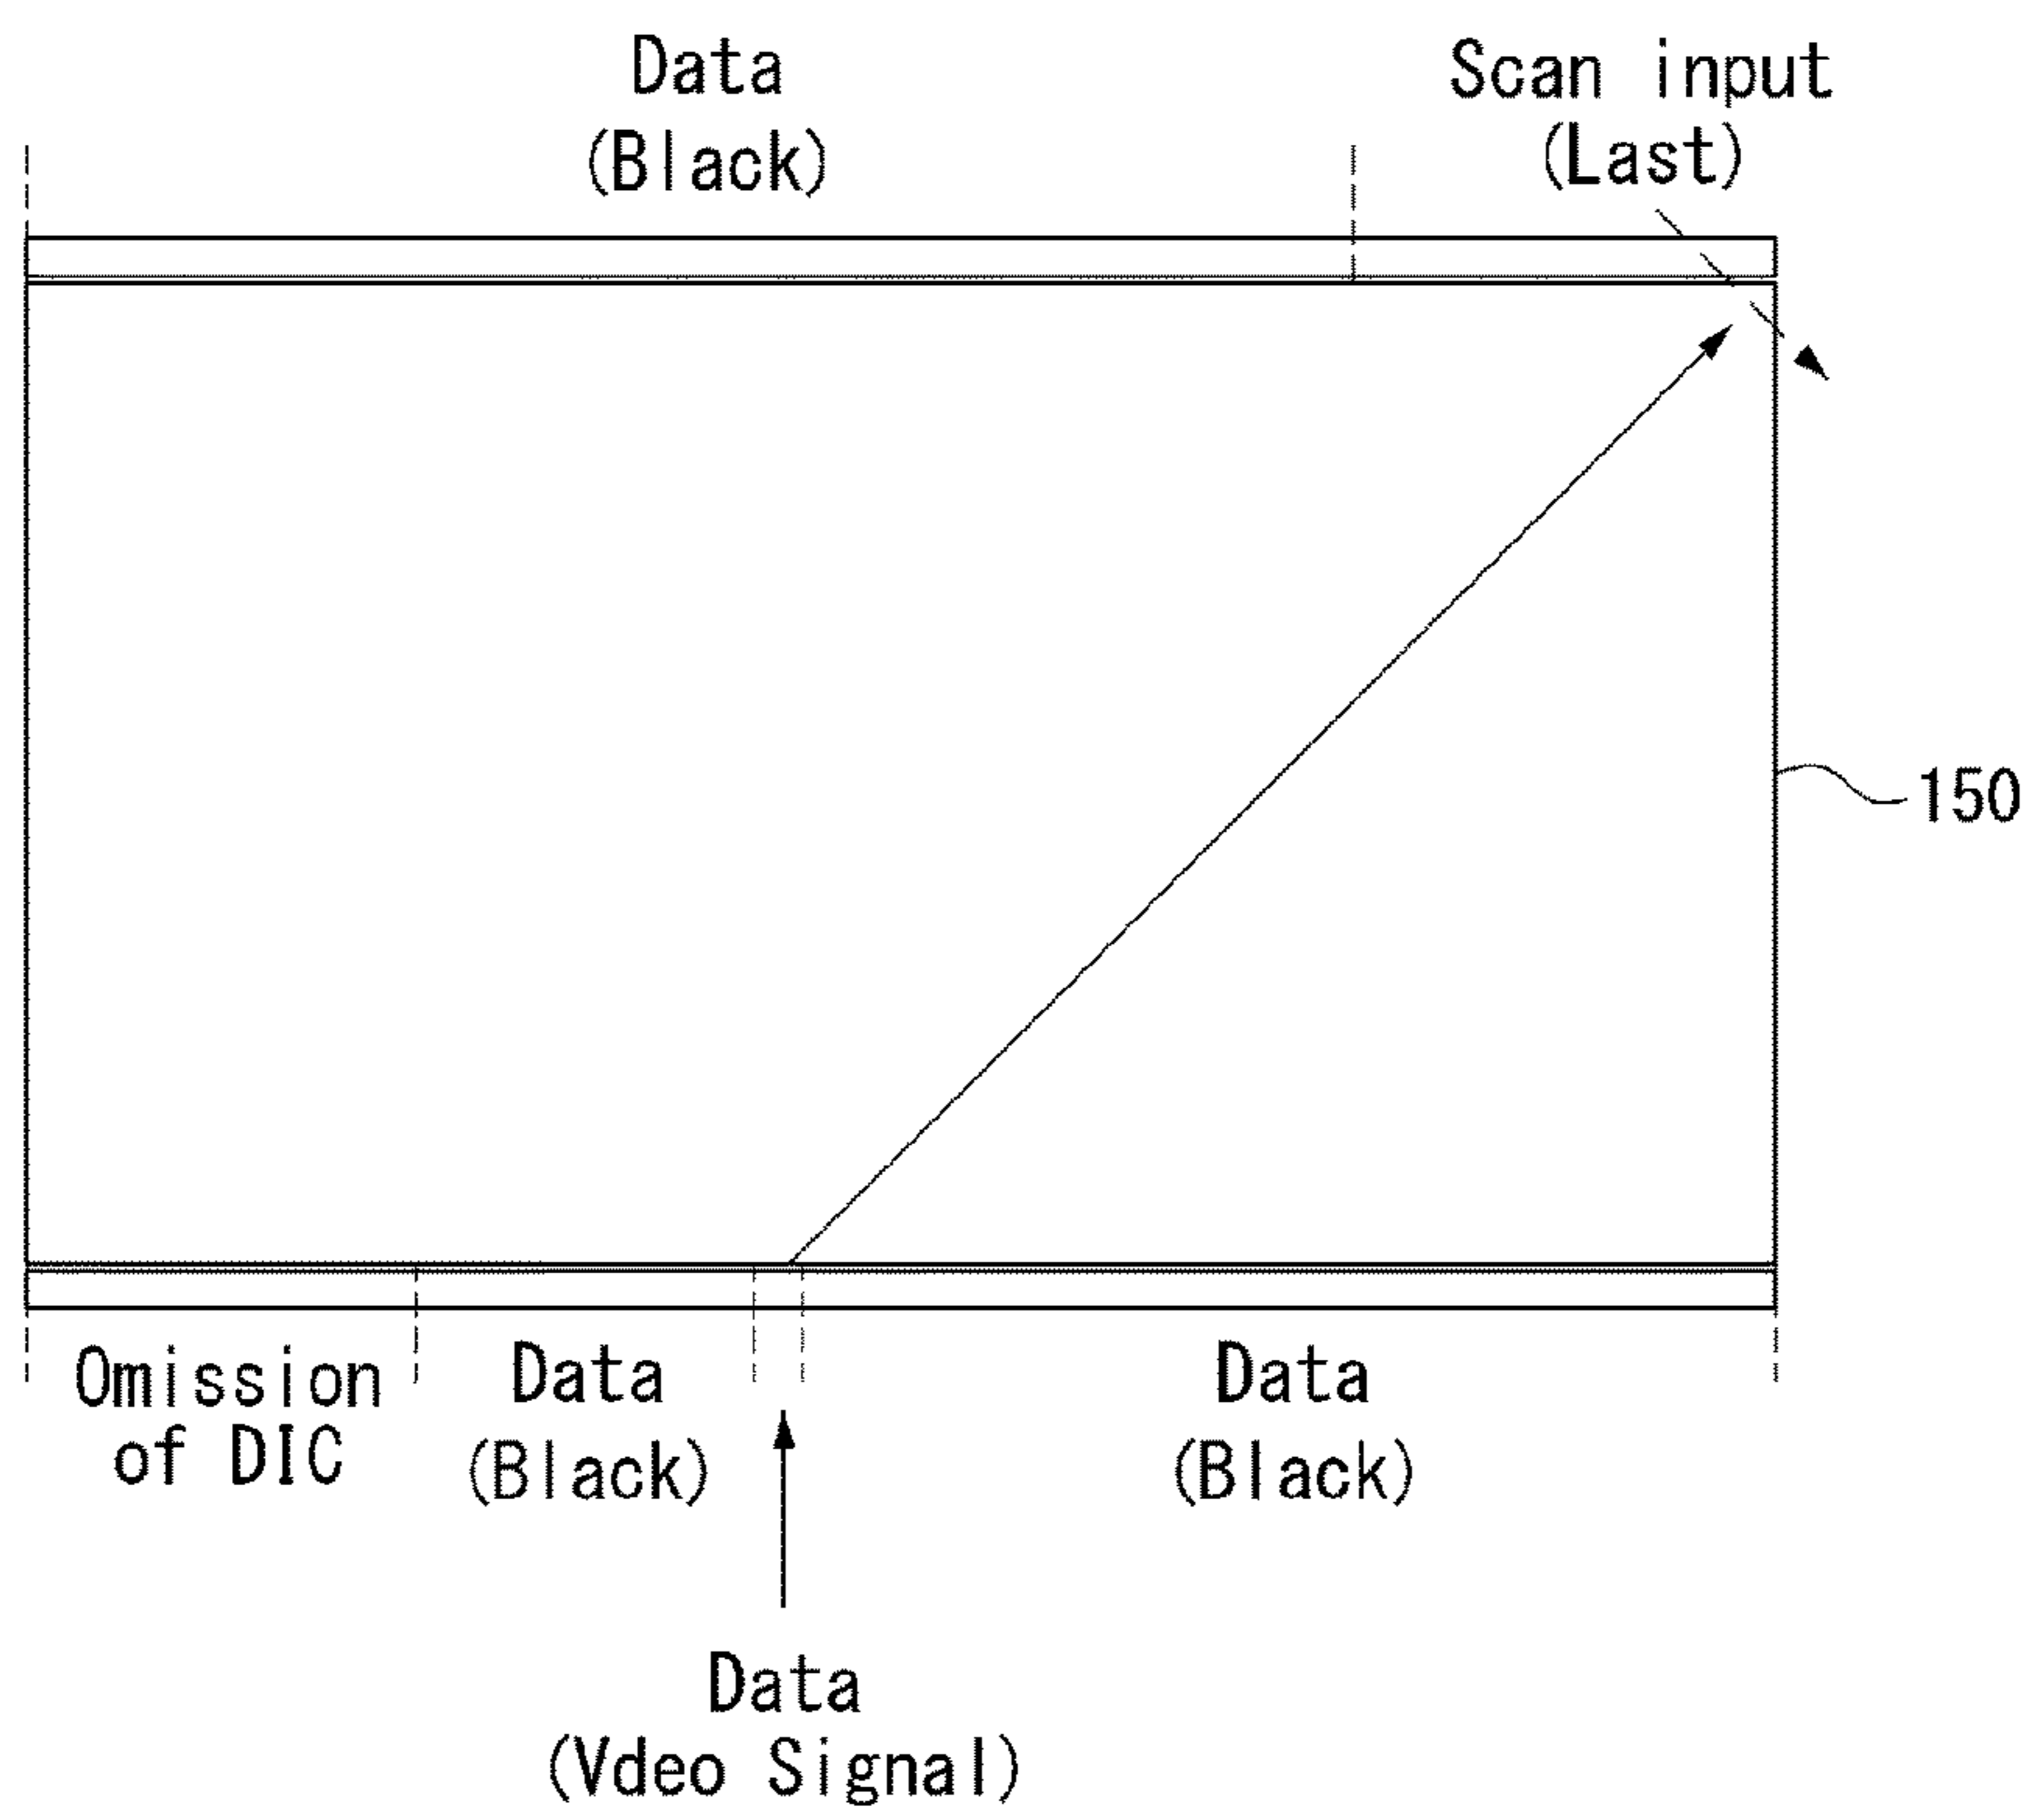 Data
(Black)
Scan input
(Last)
150
Omission
of DIC
Data
(Black)
Data
(Black)
Data
(Vdeo Signal)